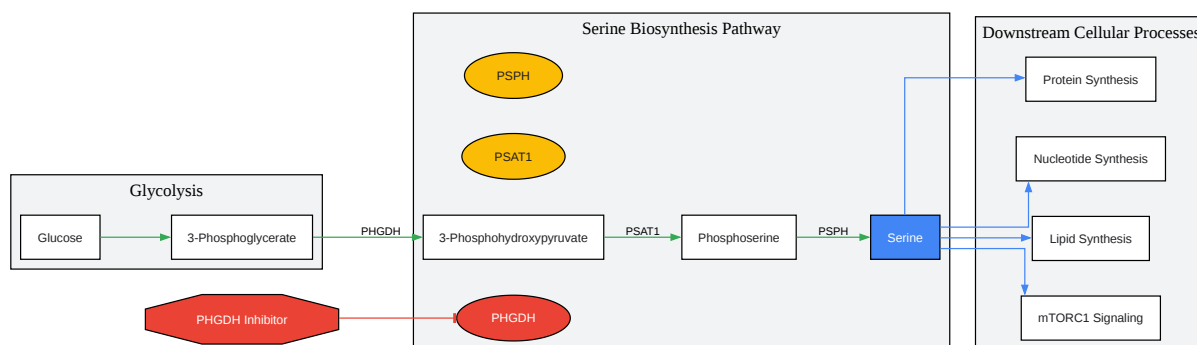 Serine Biosynthesis Pathway
Downstream Cellular Processes
PSPH
Protein Synthesis
PSAT1
Nucleotide Synthesis
Glycolysis
Glucose
3-Phosphoglycerate
PHGDH
3-Phosphohydroxypyruvate
PSAT1
Phosphoserine
PSPH
Serine
Lipid Synthesis
PHGDH Inhibitor
PHGDH
mTORC1 Signaling